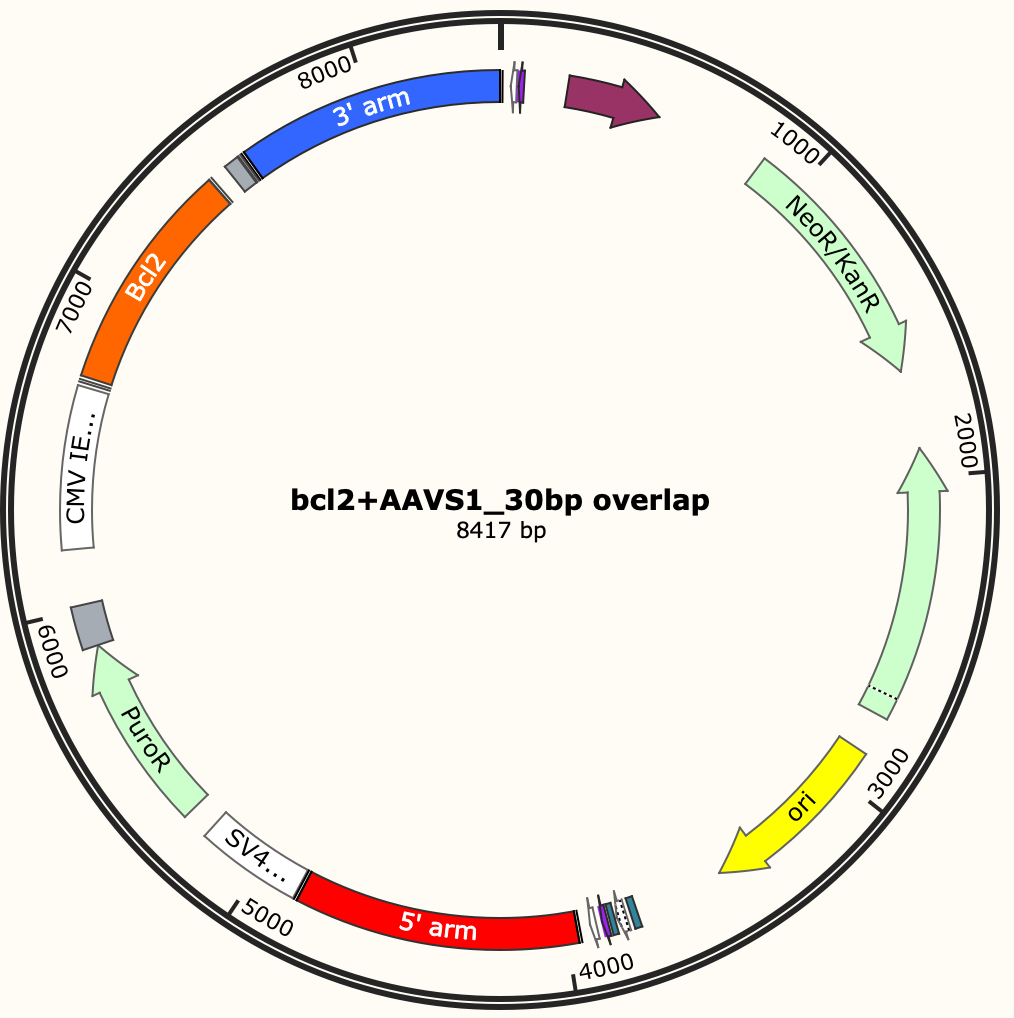 8000
3' arm
1000
NeoR/KanR
Bcl2
7000
2000
CMV IE...
bcl2+AAVS1_30bp overlap
8417 bp
6000
PuroR
3000
ori
SV4...
5' arm
5000
4000